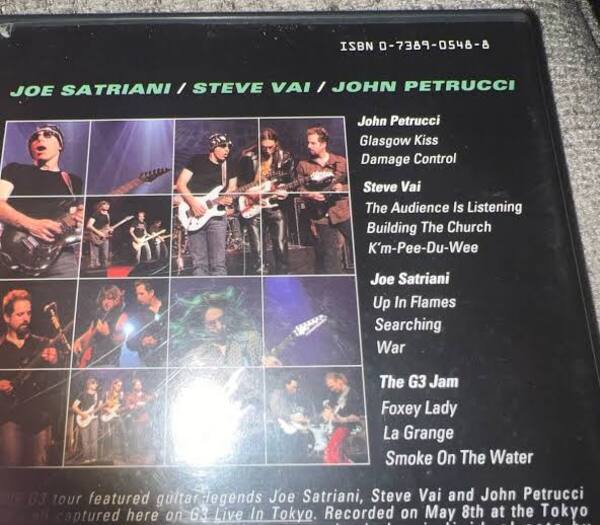 ISBN 0-7389-0548-8
JOE SATRIANI / STEVE VAI / JOHN PETRUCCI
John Petrucci
Glasgow Kiss
Damage Control
Steve Vai
The Audience Is Listening
Building The Church
K'm-Pee-Du-Wee
Joe Satriani
Up In Flames
Searching
War
The G3 Jam
Foxey Lady
La Grange
Smoke On The Water
G3 tour featured guitar legends Joe Satriani, Steve Vai and John Petrucci
captured here on G3 Live In Tokyo. Recorded on May 8th at the Tokyo